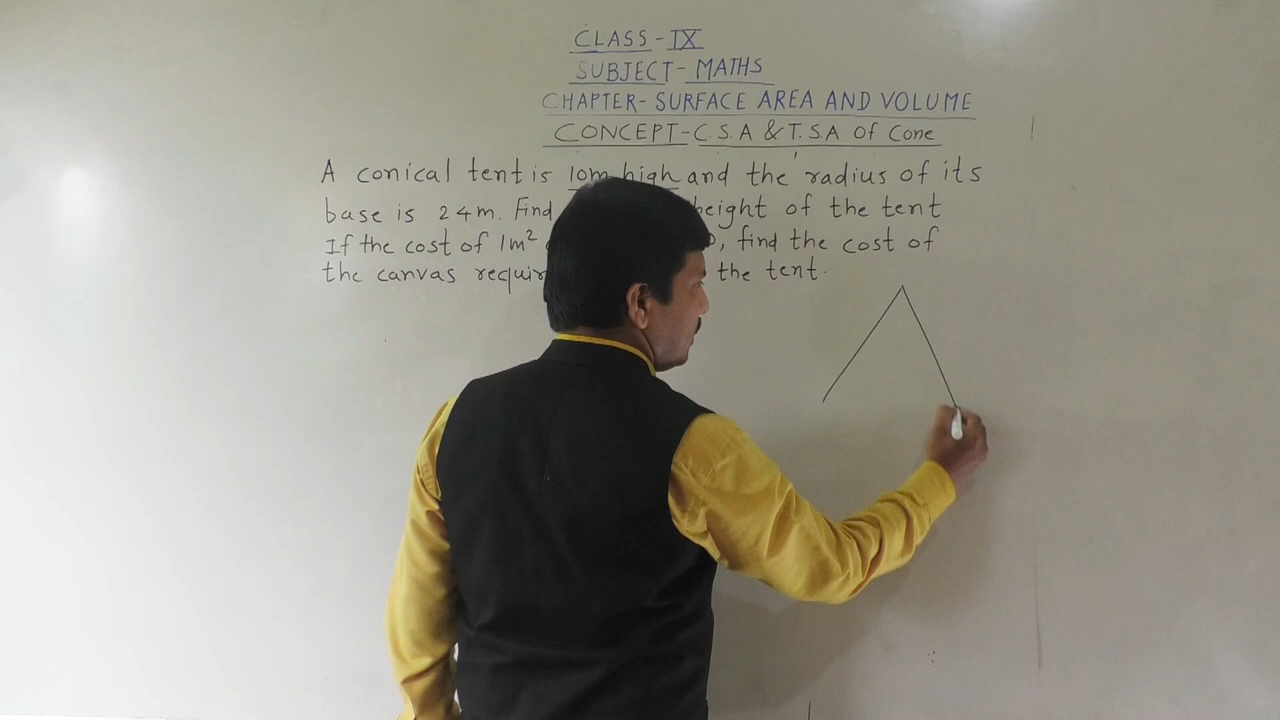 CLASS-IX
SUBJECT- MATHS
CHAPTER- SURFACE AREA AND VOLUME
CONCEPT-C.S.A & T.S.A Of Cone
A conical tent is 10m high and the radius of its
base is 24m. Find height of the tent
If the cost of 1m² , find the cost of
the canvas the tent.